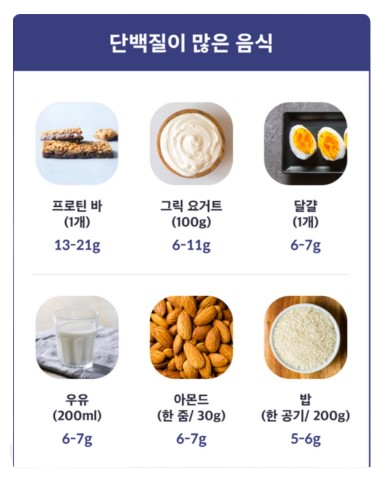 단백질이 많은 음식
프로틴 바
(1개)
13-21g
그릭 요거트
(100g)
6-11g
달걀
(1개)
6-7g
우유
(200ml)
6-7g
아몬드
(한 줌/ 30g)
6-7g
밥
(한 공기/ 200g)
5-6g